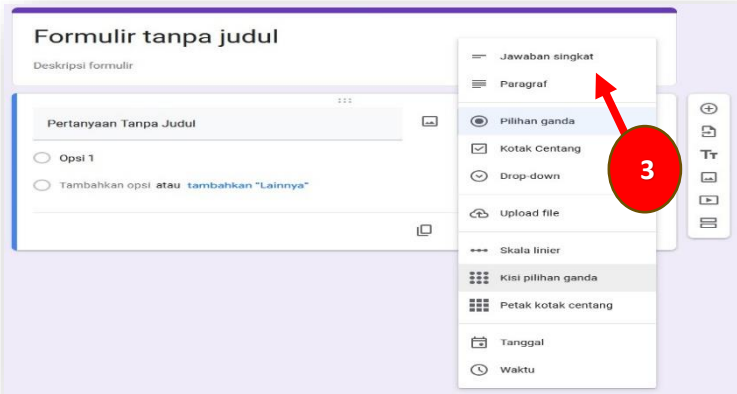 Formulir tanpa judul
Deskripsi formulir
Pertanyaan Tanpa Judul
Opsi 1
Tambahkan opsi atau tambahkan "Lainnya"
Jawaban singkat
Paragraf
Pilihan ganda
Kotak Centang
Drop-down
Upload file
Skala linier
Kisi pilihan ganda
Petak kotak centang
Tanggal
Waktu
3
Tт